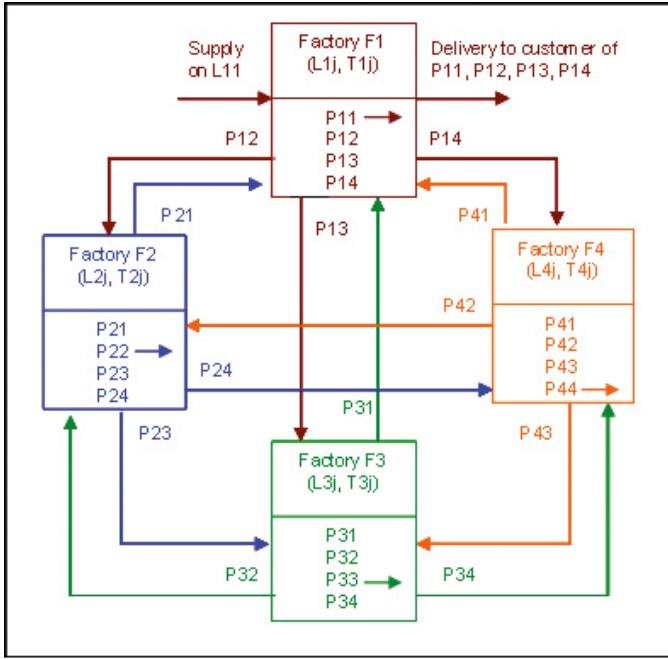 Supply
on L11
Factory F1
(L1j, T1j)
Delivery to customer of
P11, P12, P13, P14
P11
P12
P13
P14
P12
P14
P21
P13
P41
Factory F2
(L2j, T2j)
Factory F4
(L4j, T4j)
P21
P22
P23
P24
P42
P41
P42
P43
P44
P24
P31
P23
P43
Factory F3
(L3j, T3j)
P31
P32
P33
P34
P32
P34